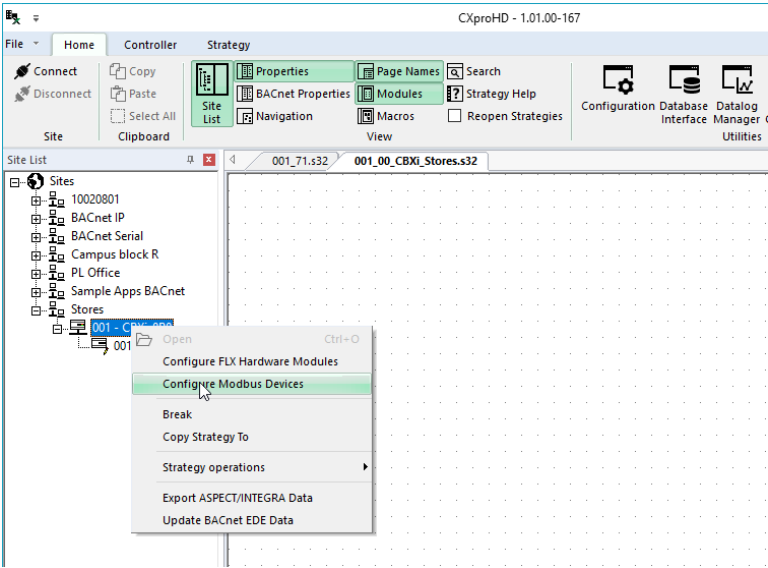 CXproHD - 1.01.00-167
File Home Controller Strategy
Connect Copy Properties Page Names Search
Disconnect Paste BACnet Properties Modules ? Strategy Help Configuration Database Datalog
Select All Site List Navigation Macros Reopen Strategies Interface Manager
Site Clipboard View Utilities
Site List 001_71.s32 001_00_CBXi_Stores.s32
Sites
10020801
BACnet IP
BACnet Serial
Campus block R
PL Office
Sample Apps BACnet
Stores
001 - CBXi
001
Open Ctrl+O
Configure FLX Hardware Modules
Configure Modbus Devices
Break
Copy Strategy To
Strategy operations
Export ASPECT/INTEGRA Data
Update BACnet EDE Data